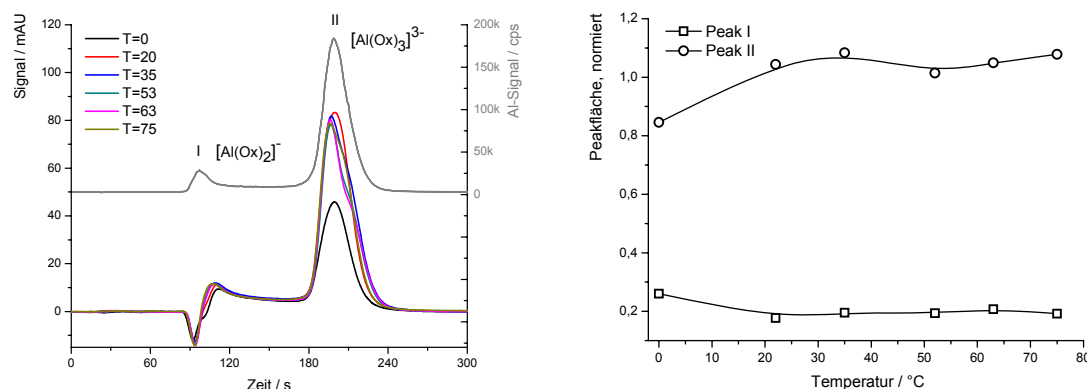 Signal / mAU
120
100
80
60
40
20
0
T=0
T=20
T=35
T=53
T=63
T=75
I
[Al(Ox)2]-
II
[Al(Ox)3]3-
200k
150k
100k
50k
0
Al-Signal / cps
0
60
120
180
240
300
Zeit / s
Peakfläche, normiert
1,2
1,0
0,8
0,6
0,4
0,2
Peak I
Peak II
0
10
20
30
40
50
60
70
80
Temperatur / °C